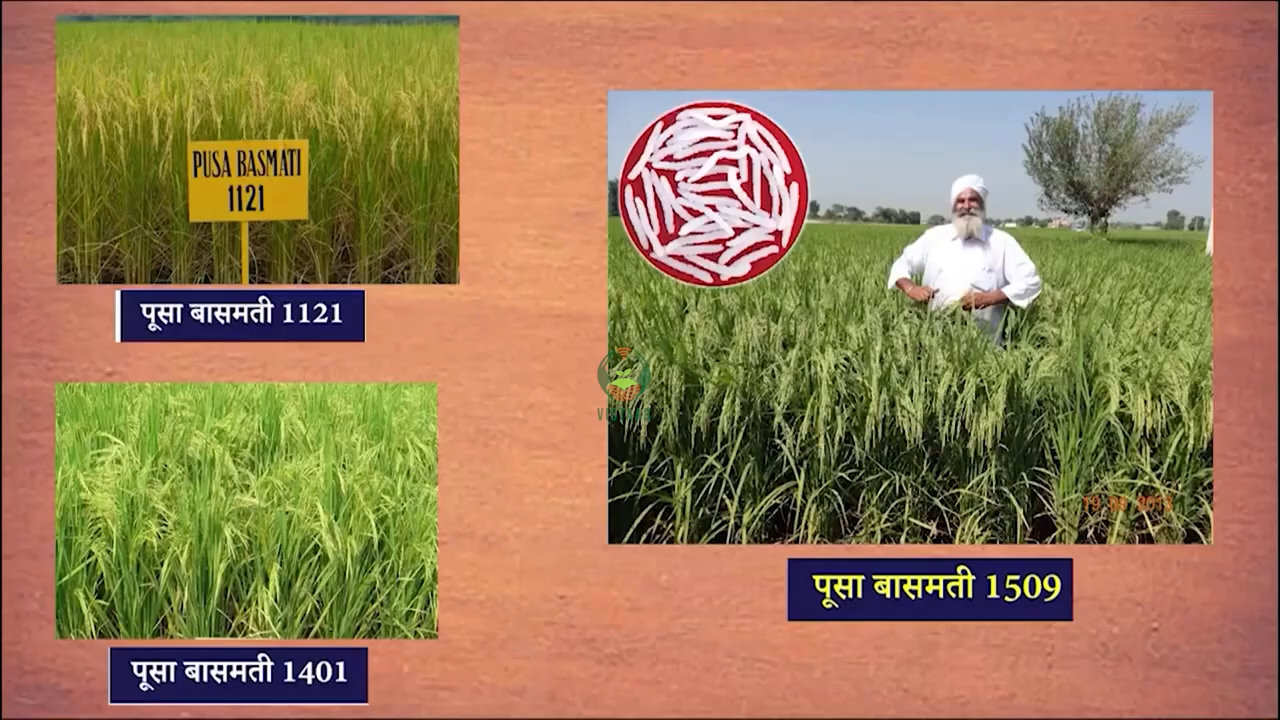 PUSA BASMATI
1121
पूसा बासमती 1121
पूसा बासमती 1401
पूसा बासमती 1509